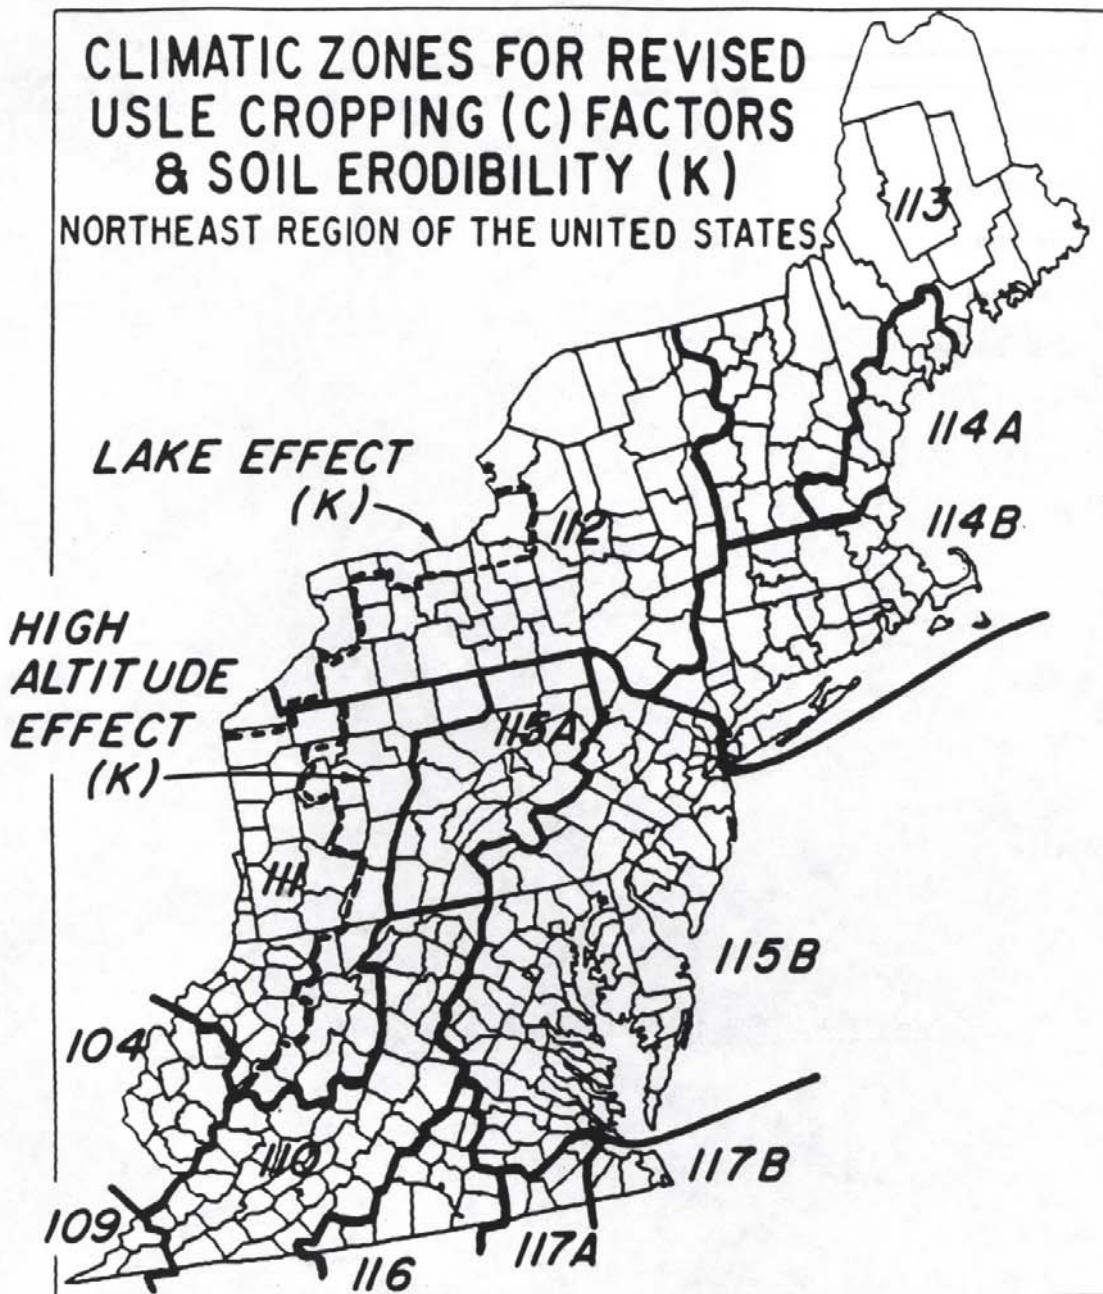 CLIMATIC ZONES FOR REVISED
USLE CROPPING (C) FACTORS
& SOIL ERODIBILITY (K)
NORTHEAST REGION OF THE UNITED STATES
113
114A
LAKE EFFECT
(K)
112
114B
HIGH
ALTITUDE
EFFECT
(K)
115A
111
115B
104
110
117B
109
117A
116